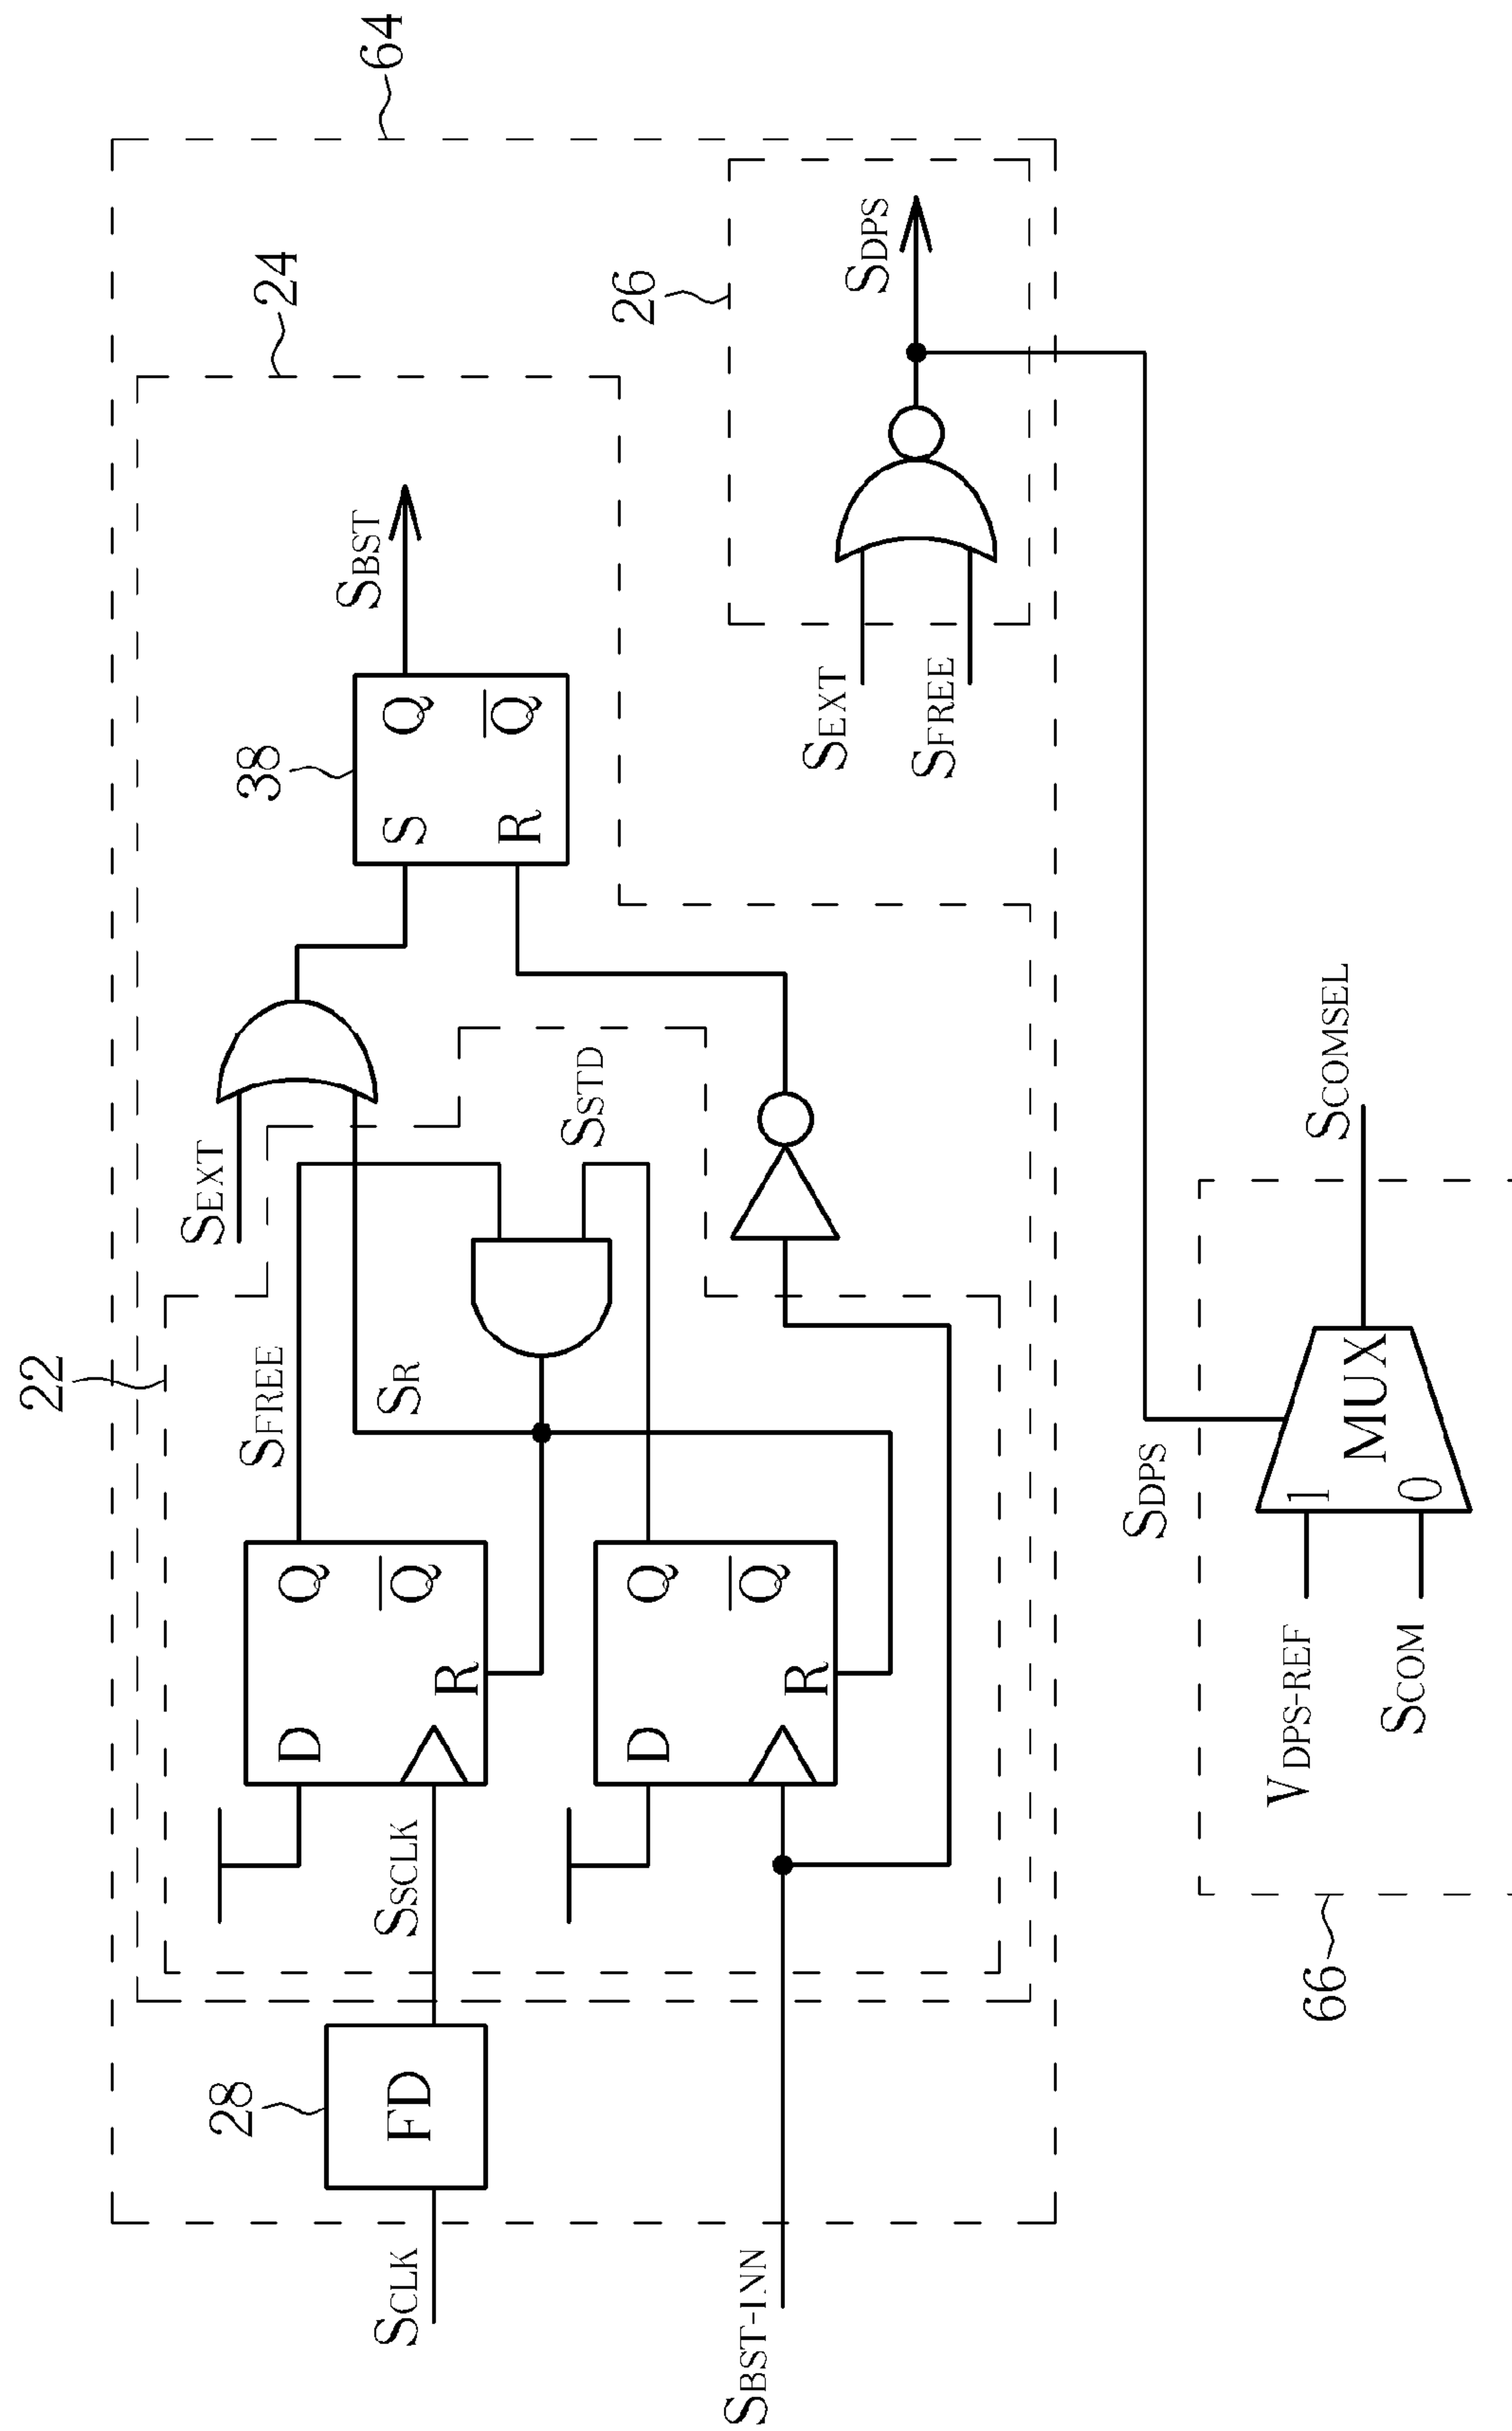 64
24
22
26
38
28
SCLK
FD
SSCLK
SBST-INN
D
Q
Q
R
D
Q
Q
R
SFREE
SR
SSTD
SEXT
S
Q
R
Q
SBST
SEXT
SFREE
SDPS
SDPS
66
VDPS-REF
SCOM
1
0
MUX
SCOMSEL